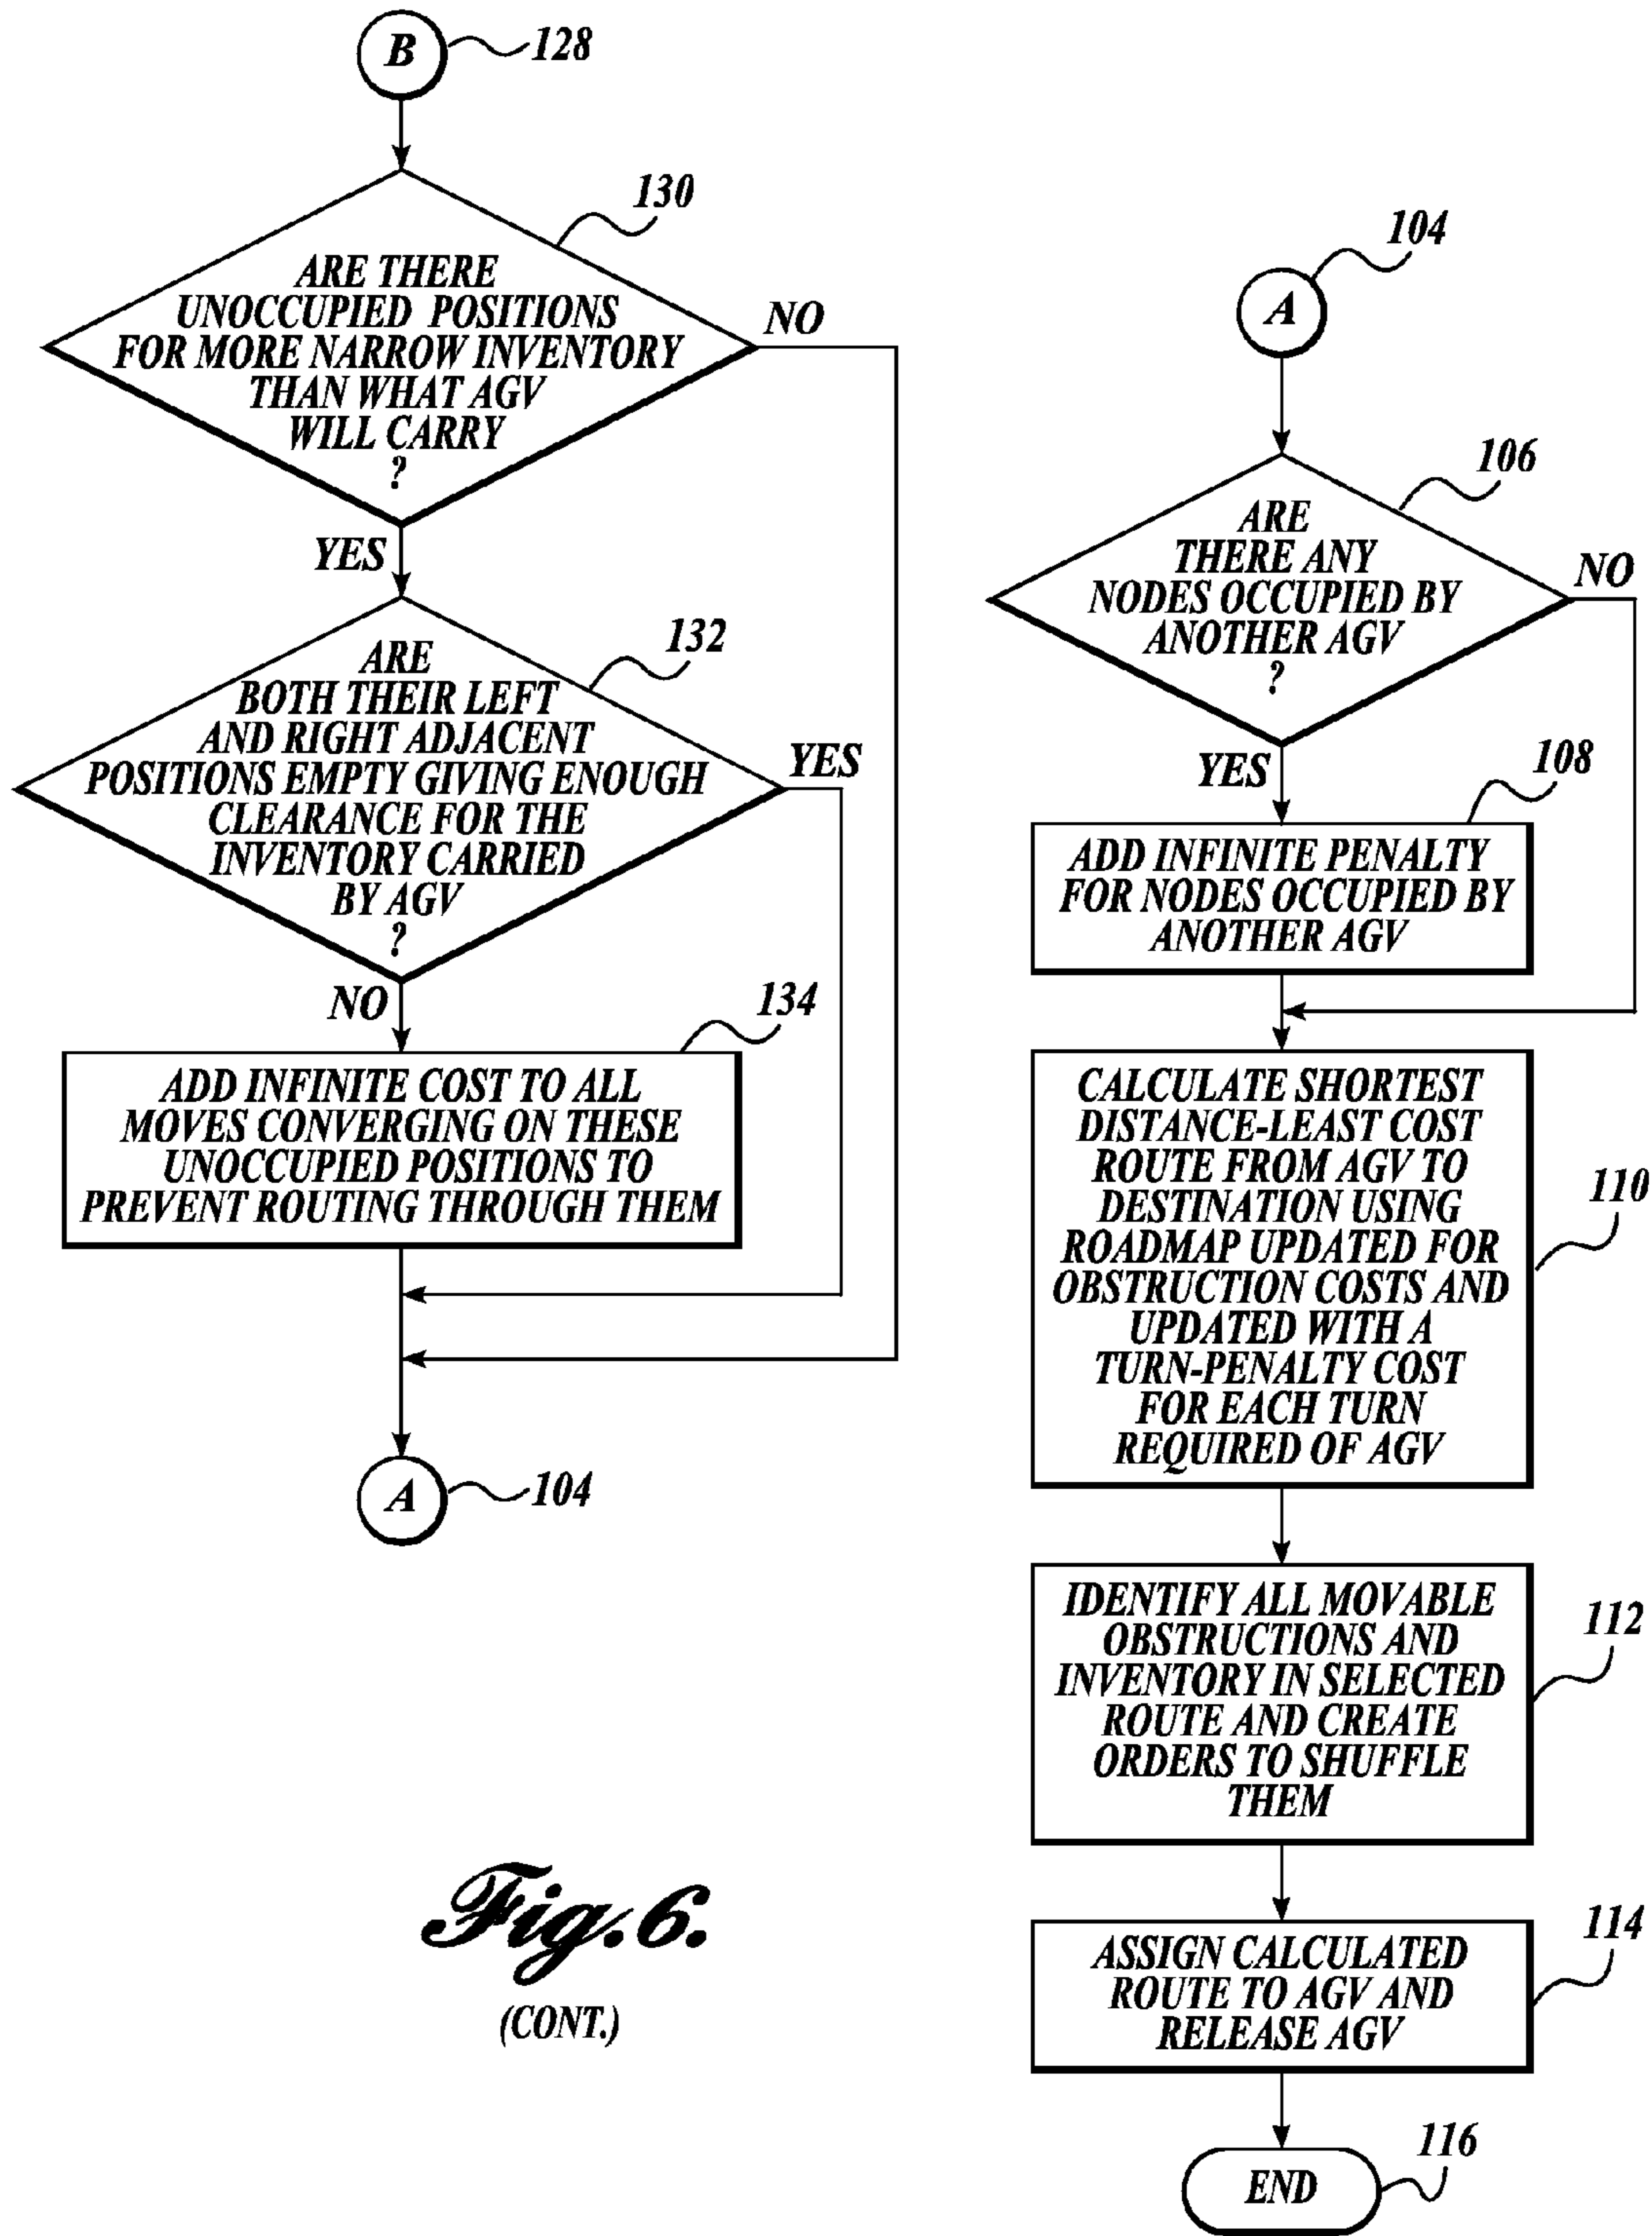 B
128
130
ARE THERE
UNOCCUPIED POSITIONS
FOR MORE NARROW INVENTORY
THAN WHAT AGV
WILL CARRY
?
NO
YES
132
ARE
BOTH THEIR LEFT
AND RIGHT ADJACENT
POSITIONS EMPTY GIVING ENOUGH
CLEARANCE FOR THE
INVENTORY CARRIED
BY AGV
?
YES
NO
134
ADD INFINITE COST TO ALL
MOVES CONVERGING ON THESE
UNOCCUPIED POSITIONS TO
PREVENT ROUTING THROUGH THEM
A
104
104
A
106
ARE
THERE ANY
NODES OCCUPIED BY
ANOTHER AGV
?
NO
YES
108
ADD INFINITE PENALTY
FOR NODES OCCUPIED BY
ANOTHER AGV
CALCULATE SHORTEST
DISTANCE-LEAST COST
ROUTE FROM AGV TO
DESTINATION USING
ROADMAP UPDATED FOR
OBSTRUCTION COSTS AND
UPDATED WITH A
TURN-PENALTY COST
FOR EACH TURN
REQUIRED OF AGV
110
IDENTIFY ALL MOVABLE
OBSTRUCTIONS AND
INVENTORY IN SELECTED
ROUTE AND CREATE
ORDERS TO SHUFFLE
THEM
112
ASSIGN CALCULATED
ROUTE TO AGV AND
RELEASE AGV
114
END
116
Fig.6.
(CONT.)